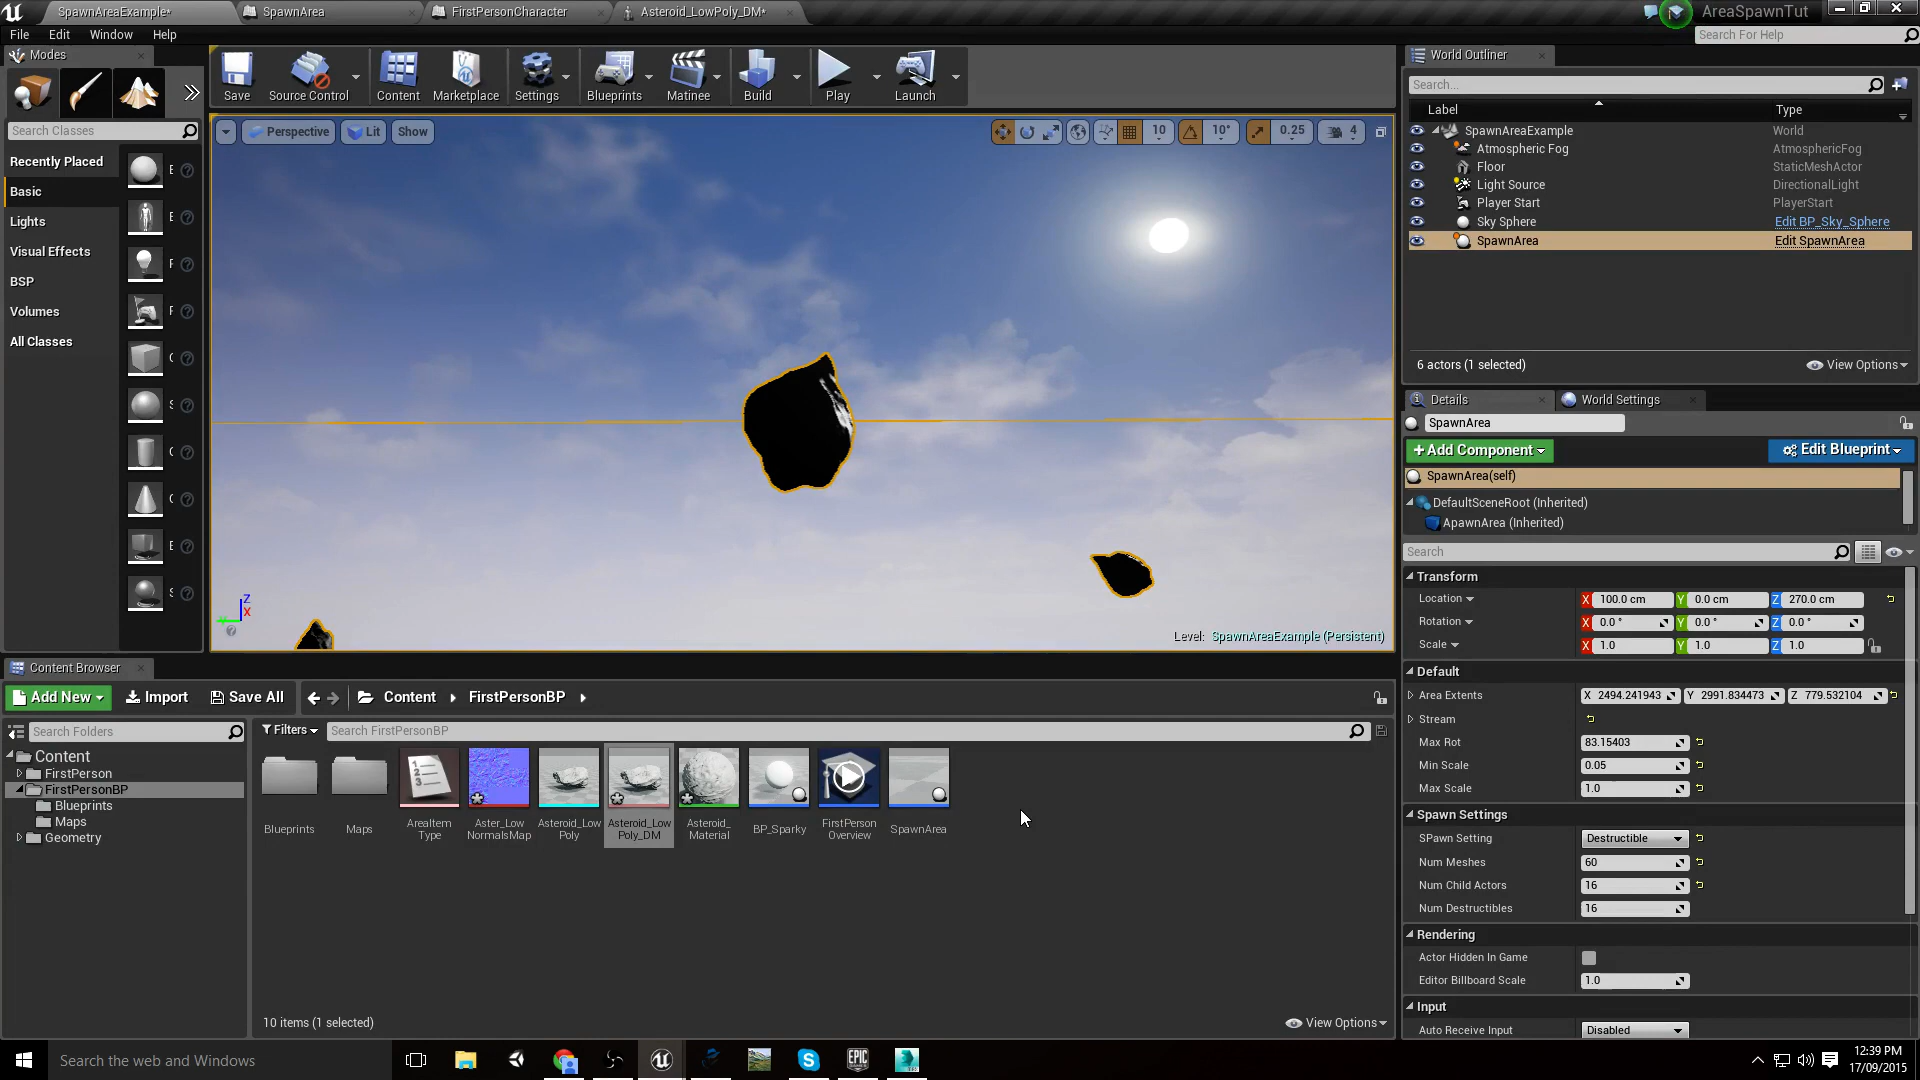 SpawnAreaExample*
SpawnArea
FirstPersonCharacter
Asteroid_LowPoly_DM*
AreaSpawnTut
File Edit Window Help
Search For Help
Modes
Search Classes
Recently Placed
Basic
Lights
Visual Effects
BSP
Volumes
All Classes
Save
Source Control
Content
Marketplace
Settings
Blueprints
Matinee
Build
Play
Launch
Perspective
Lit
Show
10
10°
0.25
4
Z
X
Level: SpawnAreaExample (Persistent)
World Outliner
Search...
Label
Type
SpawnAreaExample World
Atmospheric Fog AtmosphericFog
Floor StaticMeshActor
Light Source DirectionalLight
Player Start PlayerStart
Sky Sphere Edit BP_Sky_Sphere
SpawnArea Edit SpawnArea
6 actors (1 selected)
View Options
Details
World Settings
SpawnArea
+ Add Component
Edit Blueprint
SpawnArea(self)
DefaultSceneRoot (Inherited)
ApawnArea (Inherited)
Search
Transform
Location X 100.0 cm Y 0.0 cm Z 270.0 cm
Rotation X 0.0 ° Y 0.0 ° Z 0.0 °
Scale X 1.0 Y 1.0 Z 1.0
Default
Area Extents X 2494.241943 Y 2991.834473 Z 779.532104
Stream
Max Rot 83.15403
Min Scale 0.05
Max Scale 1.0
Spawn Settings
SPawn Setting Destructible
Num Meshes 60
Num Child Actors 16
Num Destructibles 16
Rendering
Actor Hidden In Game
Editor Billboard Scale 1.0
Input
Auto Receive Input Disabled
Content Browser
Add New
Import
Save All
Content
FirstPersonBP
Search Folders
Content
FirstPerson
FirstPersonBP
Blueprints
Maps
Geometry
Filters
Search FirstPersonBP
Blueprints
Maps
AreaItem
Type
Aster_Low
NormalsMap
Asteroid_Low
Poly
Asteroid_Low
Poly_DM
Asteroid_
Material
BP_Sparky
FirstPerson
Overview
SpawnArea
10 items (1 selected)
View Options
Search the web and Windows
12:39 PM
17/09/2015